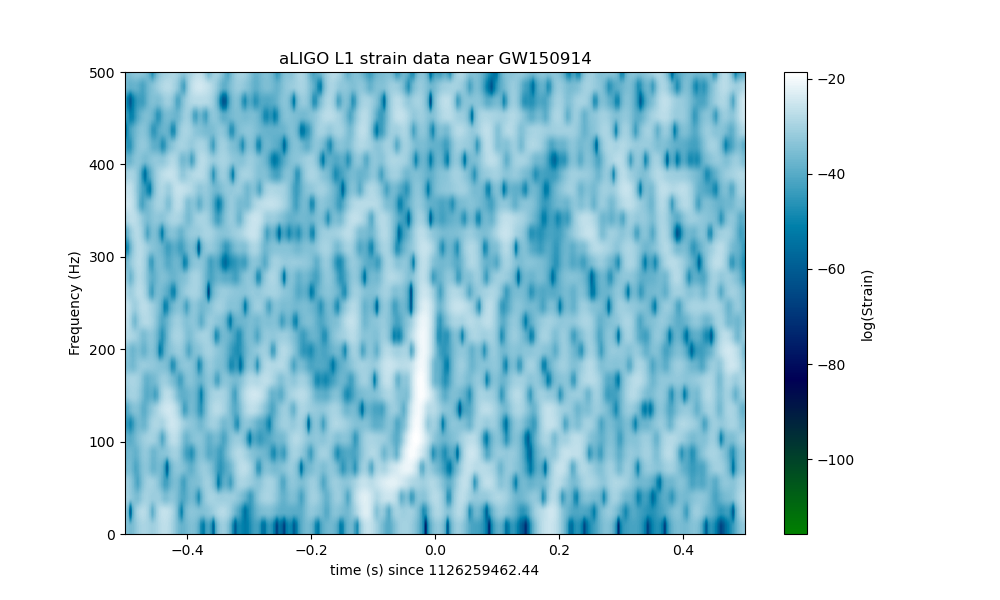 aLIGO L1 strain data near GW150914
500
400
300
200
100
0
Frequency (Hz)
−0.4 −0.2 0.0 0.2 0.4
time (s) since 1126259462.44
−20
−40
−60
−80
−100
log(Strain)